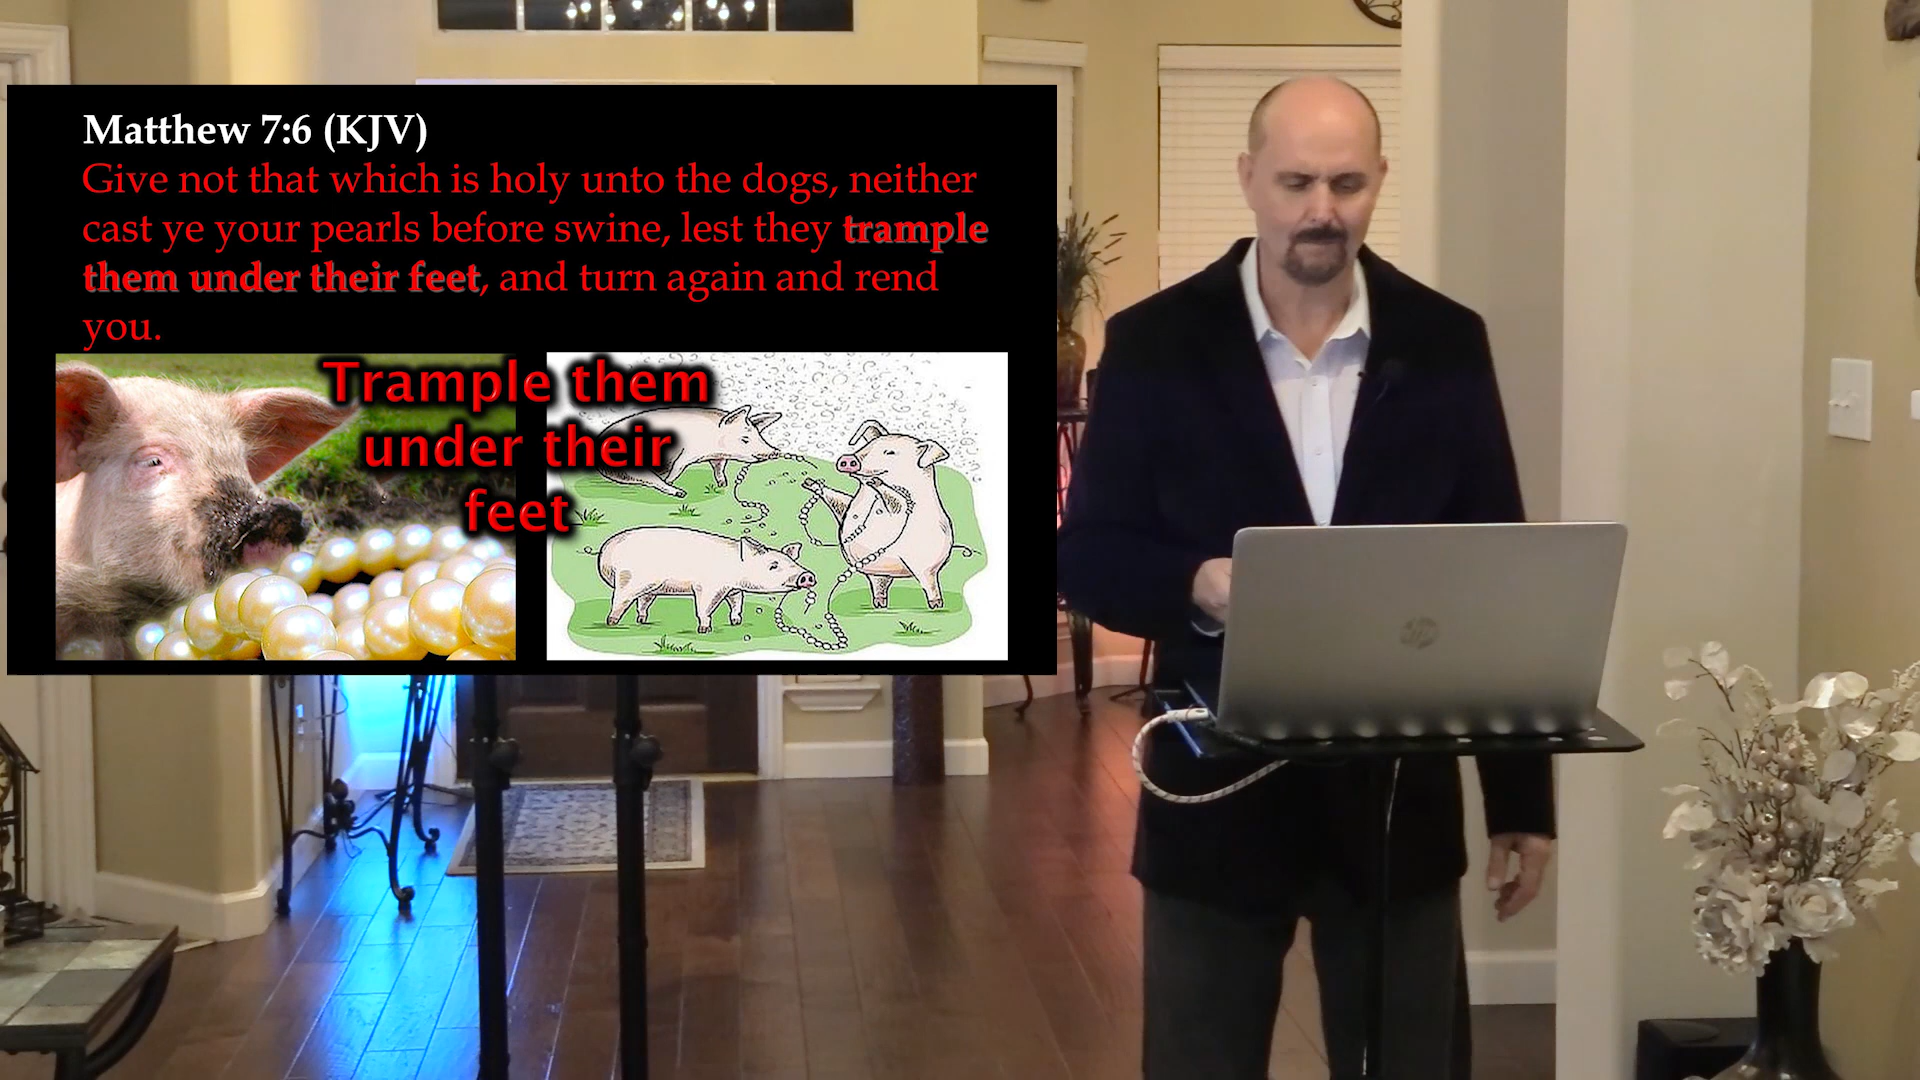 Matthew 7:6 (KJV)
Give not that which is holy unto the dogs, neither
cast ye your pearls before swine, lest they trample
them under their feet, and turn again and rend
you.
Trample them
under their
feet
hp